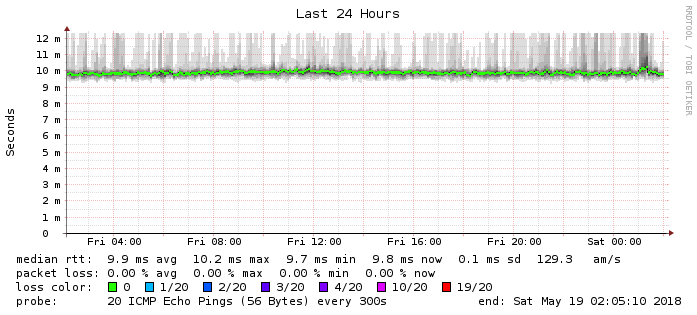 Last 24 Hours
RRDTOOL / TOBI OETIKER
Seconds
12 m
11 m
10 m
9 m
8 m
7 m
6 m
5 m
4 m
3 m
2 m
1 m
0
Fri 04:00 Fri 08:00 Fri 12:00 Fri 16:00 Fri 20:00 Sat 00:00
median rtt: 9.9 ms avg 10.2 ms max 9.7 ms min 9.8 ms now 0.1 ms sd 129.3 am/s
packet loss: 0.00 % avg 0.00 % max 0.00 % min 0.00 % now
loss color: 0 1/20 2/20 3/20 4/20 10/20 19/20
probe: 20 ICMP Echo Pings (56 Bytes) every 300s end: Sat May 19 02:05:10 2018